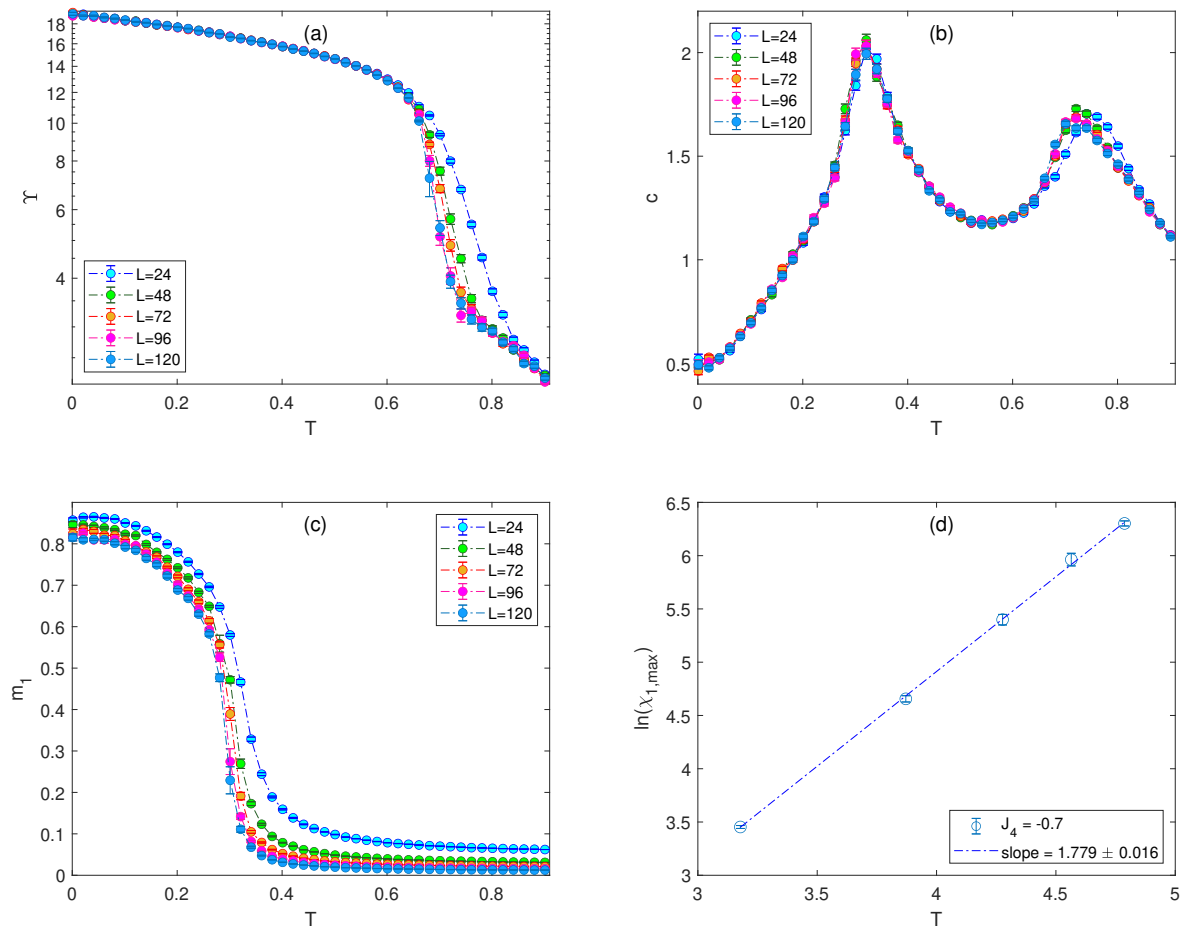 (a)
18
16
14
12
10
8
6
4
ϒ
L=24
L=48
L=72
L=96
L=120
0
0.2
0.4
0.6
0.8
T
(b)
2
1.5
1
0.5
c
L=24
L=48
L=72
L=96
L=120
0
0.2
0.4
0.6
0.8
T
(c)
0.8
0.7
0.6
0.5
0.4
0.3
0.2
0.1
0
m₁
L=24
L=48
L=72
L=96
L=120
0
0.2
0.4
0.6
0.8
T
(d)
6.5
6
5.5
5
4.5
4
3.5
3
ln(χ₁,max)
J₄ = -0.7
slope = 1.779 ± 0.016
3
3.5
4
4.5
5
T